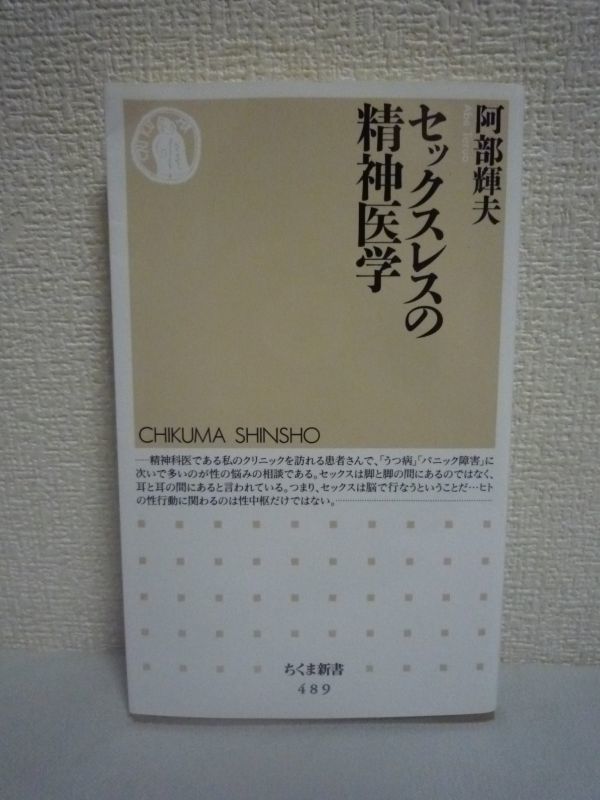 阿部輝夫
Abe Teruo
セックスレスの
精神医学
CHIKUMA SHINSHO
―精神科医である私のクリニックを訪れる患者さんで、「うつ病」「パニック障害」に
次いで多いのが性の悩みの相談である。セックスは脚と脚の間にあるのではなく、
耳と耳の間にあると言われている。つまり、セックスは脳で行なうということだ…ヒト
の性行動に関わるのは性中枢だけではない。
ちくま新書
489